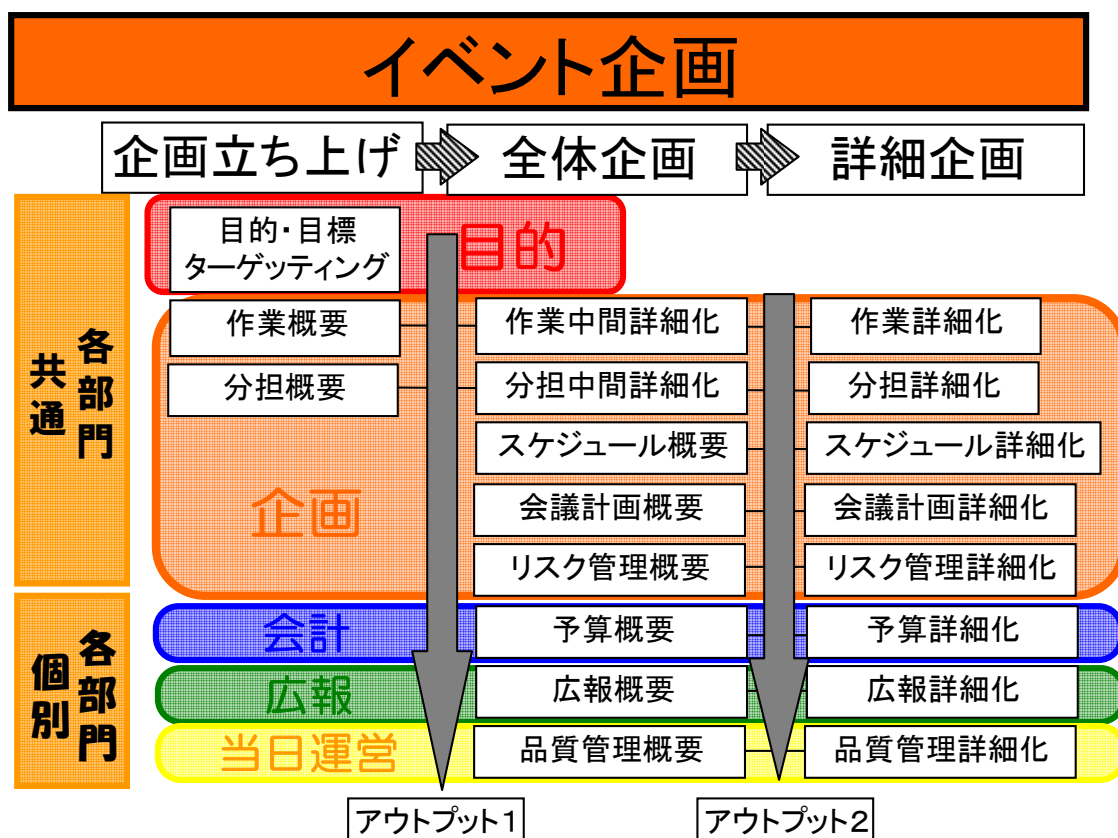 イベント企画
企画立ち上げ
全体企画
詳細企画
各部門
共通
目的・目標
ターゲッティング
目的
作業概要
作業中間詳細化
作業詳細化
分担概要
分担中間詳細化
分担詳細化
スケジュール概要
スケジュール詳細化
企画
会議計画概要
会議計画詳細化
リスク管理概要
リスク管理詳細化
各部門
個別
会計
予算概要
予算詳細化
広報
広報概要
広報詳細化
当日運営
品質管理概要
品質管理詳細化
アウトプット1
アウトプット2